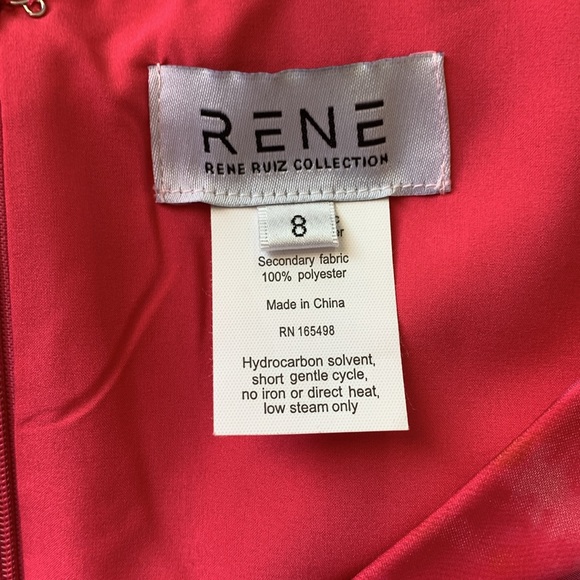 RENE
RENE RUIZ COLLECTION
8
Secondary fabric
100% polyester
Made in China
RN 165498
Hydrocarbon solvent,
short gentle cycle,
no iron or direct heat,
low steam only